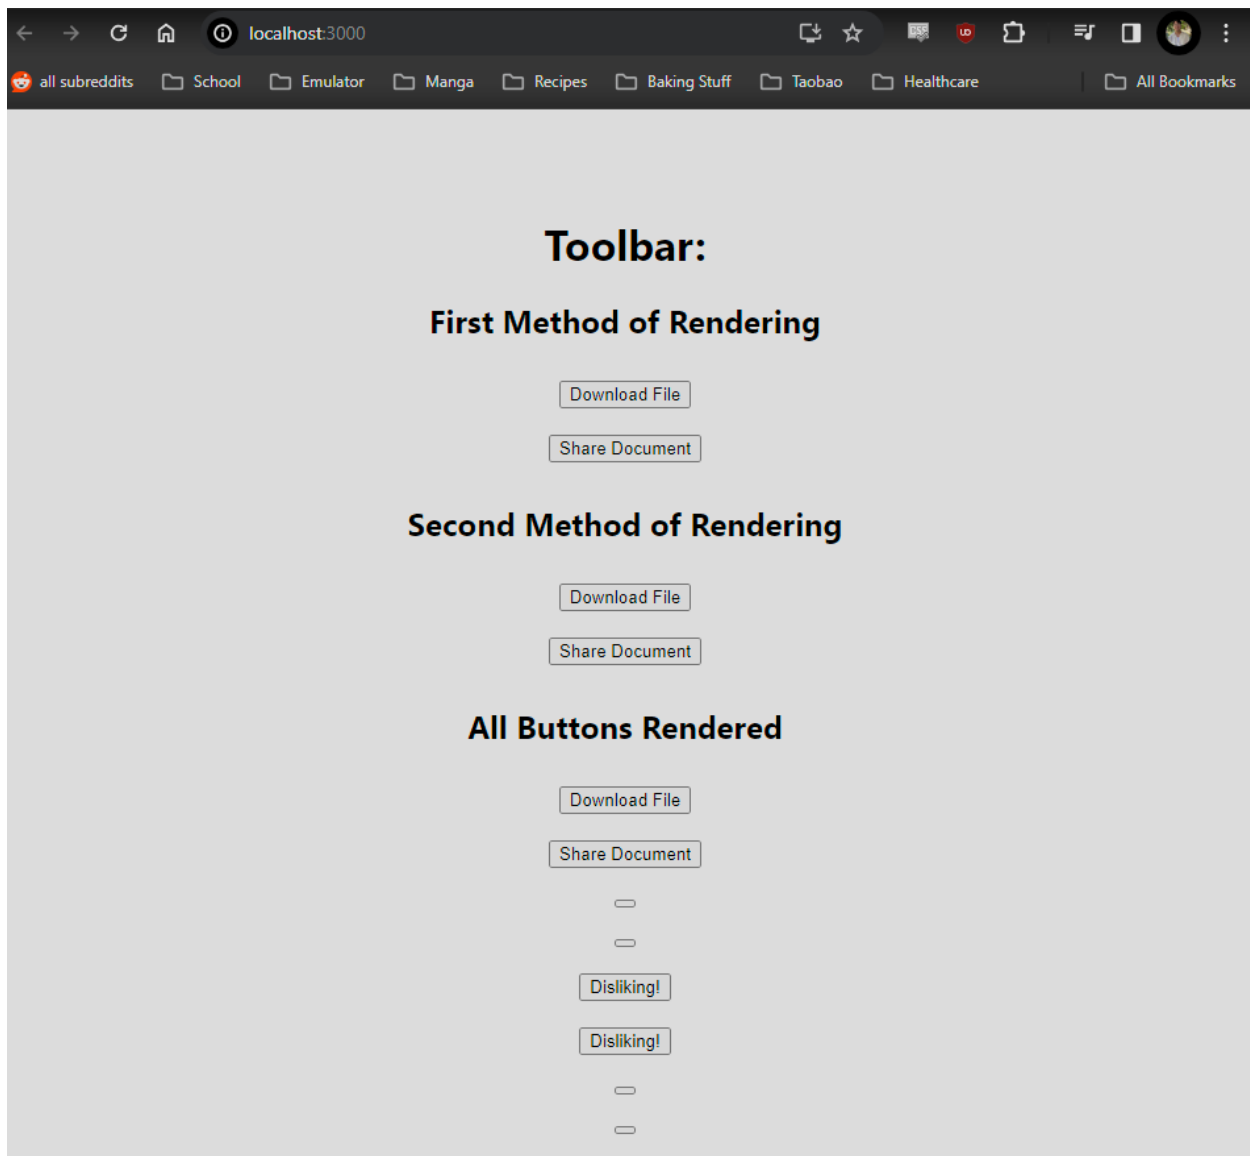 localhost:3000
all subreddits School Emulator Manga Recipes Baking Stuff Taobao Healthcare All Bookmarks
Toolbar:
First Method of Rendering
Download File
Share Document
Second Method of Rendering
Download File
Share Document
All Buttons Rendered
Download File
Share Document
Disliking!
Disliking!